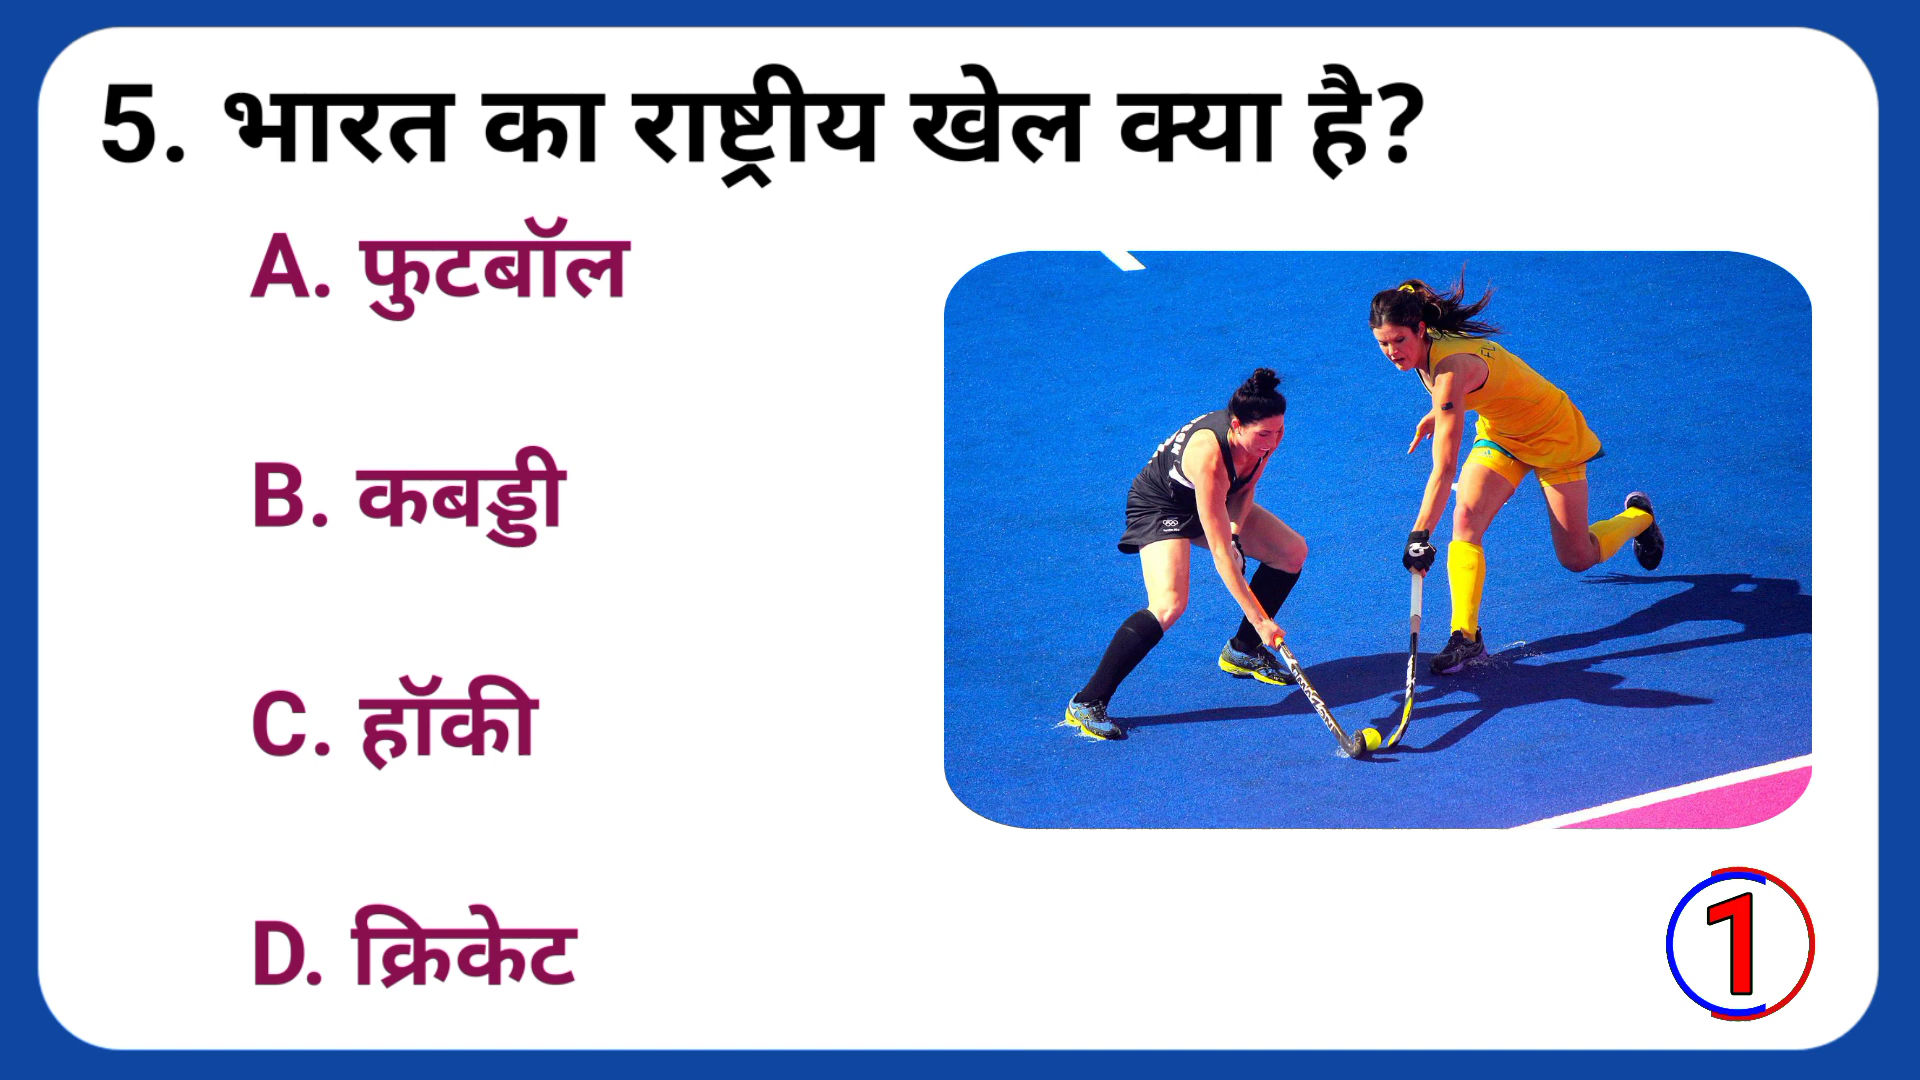 5. भारत का राष्ट्रीय खेल क्या है?
A. फुटबॉल
B. कबड्डी
C. हॉकी
D. क्रिकेट
1